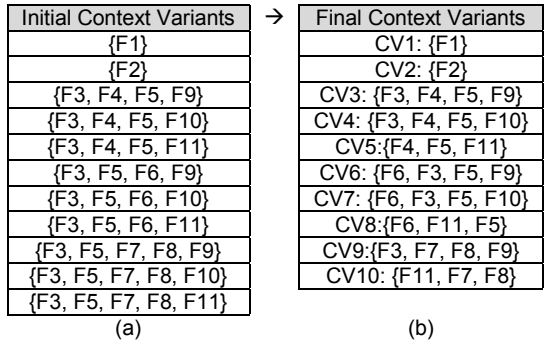 Initial Context Variants → Final Context Variants
{F1} CV1: {F1}
{F2} CV2: {F2}
{F3, F4, F5, F9} CV3: {F3, F4, F5, F9}
{F3, F4, F5, F10} CV4: {F3, F4, F5, F10}
{F3, F4, F5, F11} CV5:{F4, F5, F11}
{F3, F5, F6, F9} CV6: {F6, F3, F5, F9}
{F3, F5, F6, F10} CV7: {F6, F3, F5, F10}
{F3, F5, F6, F11} CV8:{F6, F11, F5}
{F3, F5, F7, F8, F9} CV9:{F3, F7, F8, F9}
{F3, F5, F7, F8, F10} CV10: {F11, F7, F8}
{F3, F5, F7, F8, F11}
(a) (b)